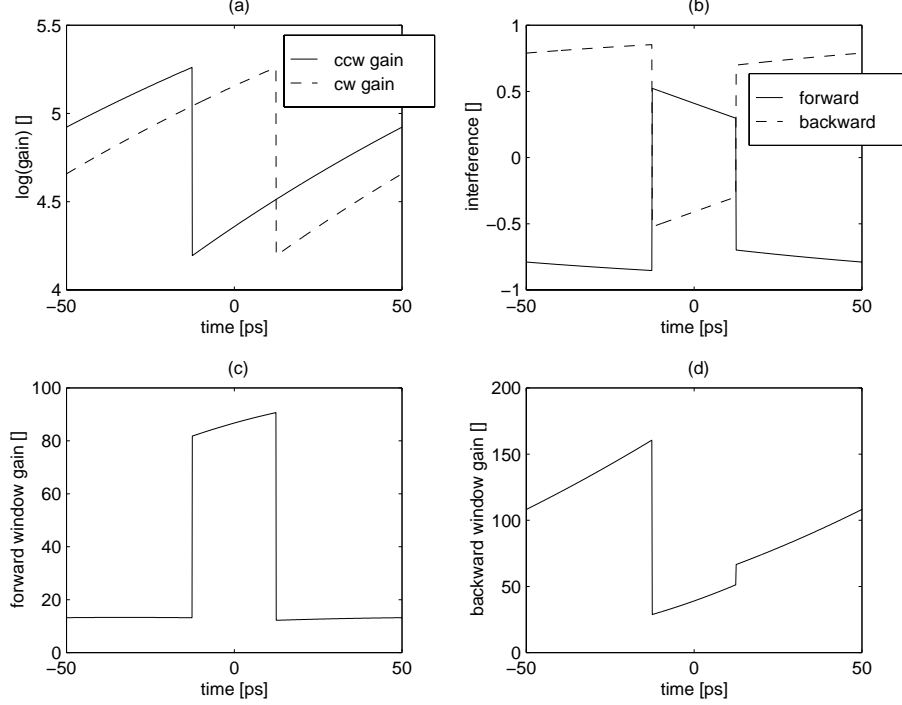 (a)
5.5
5
4.5
4
log(gain) []
ccw gain
cw gain
−50
0
50
time [ps]
(b)
1
0.5
0
−0.5
−1
interference []
forward
backward
−50
0
50
time [ps]
(c)
100
80
60
40
20
0
forward window gain []
−50
0
50
time [ps]
(d)
200
150
100
50
0
backward window gain []
−50
0
50
time [ps]